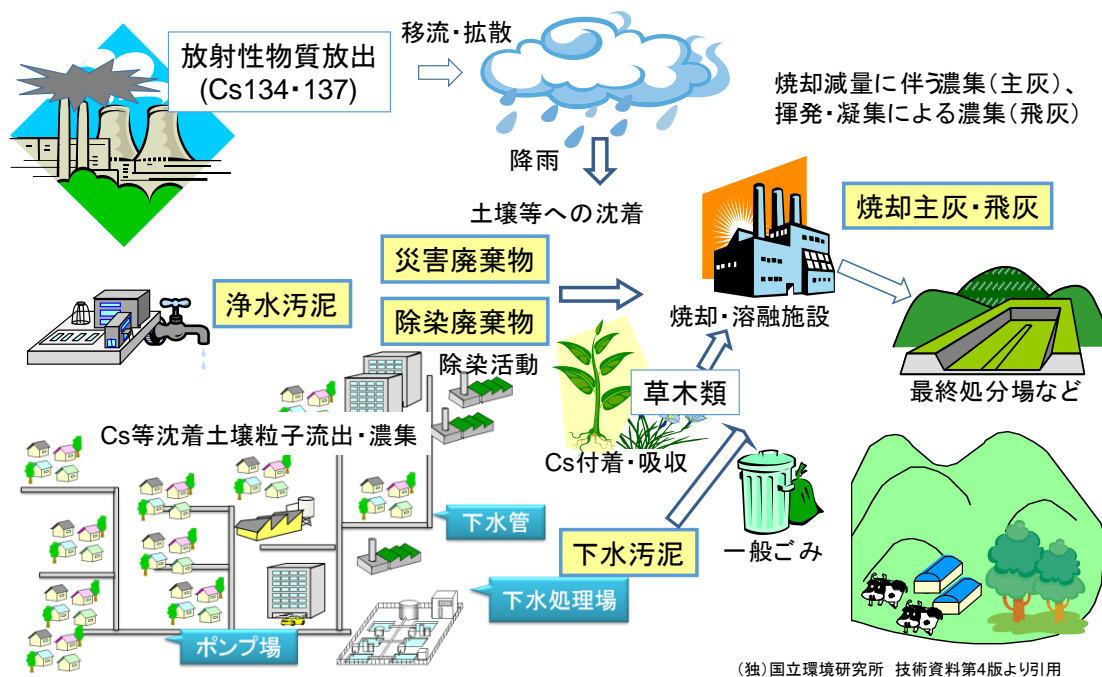 放射性物質放出
(Cs134・137)
移流・拡散
焼却減量に伴う濃集(主灰)、
揮発・凝集による濃集(飛灰)
降雨
土壌等への沈着
焼却主灰・飛灰
災害廃棄物
浄水汚泥
除染廃棄物
焼却・溶融施設
除染活動
草木類
最終処分場など
Cs等沈着土壌粒子流出・濃集
Cs付着・吸収
下水管
下水汚泥
一般ごみ
下水処理場
ポンプ場
(独)国立環境研究所 技術資料第4版より引用